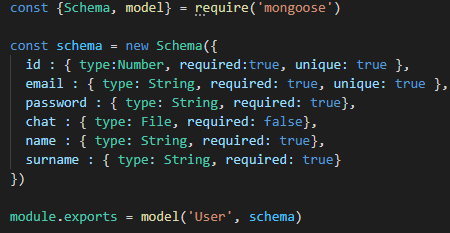 const {Schema, model} = require('mongoose')
const schema = new Schema({
id : { type:Number, required:true, unique: true },
email : { type: String, required: true, unique: true },
password : { type: String, required: true},
chat : { type: File, required: false},
name : { type: String, required: true},
surname : { type: String, required: true}
})
module.exports = model('User', schema)